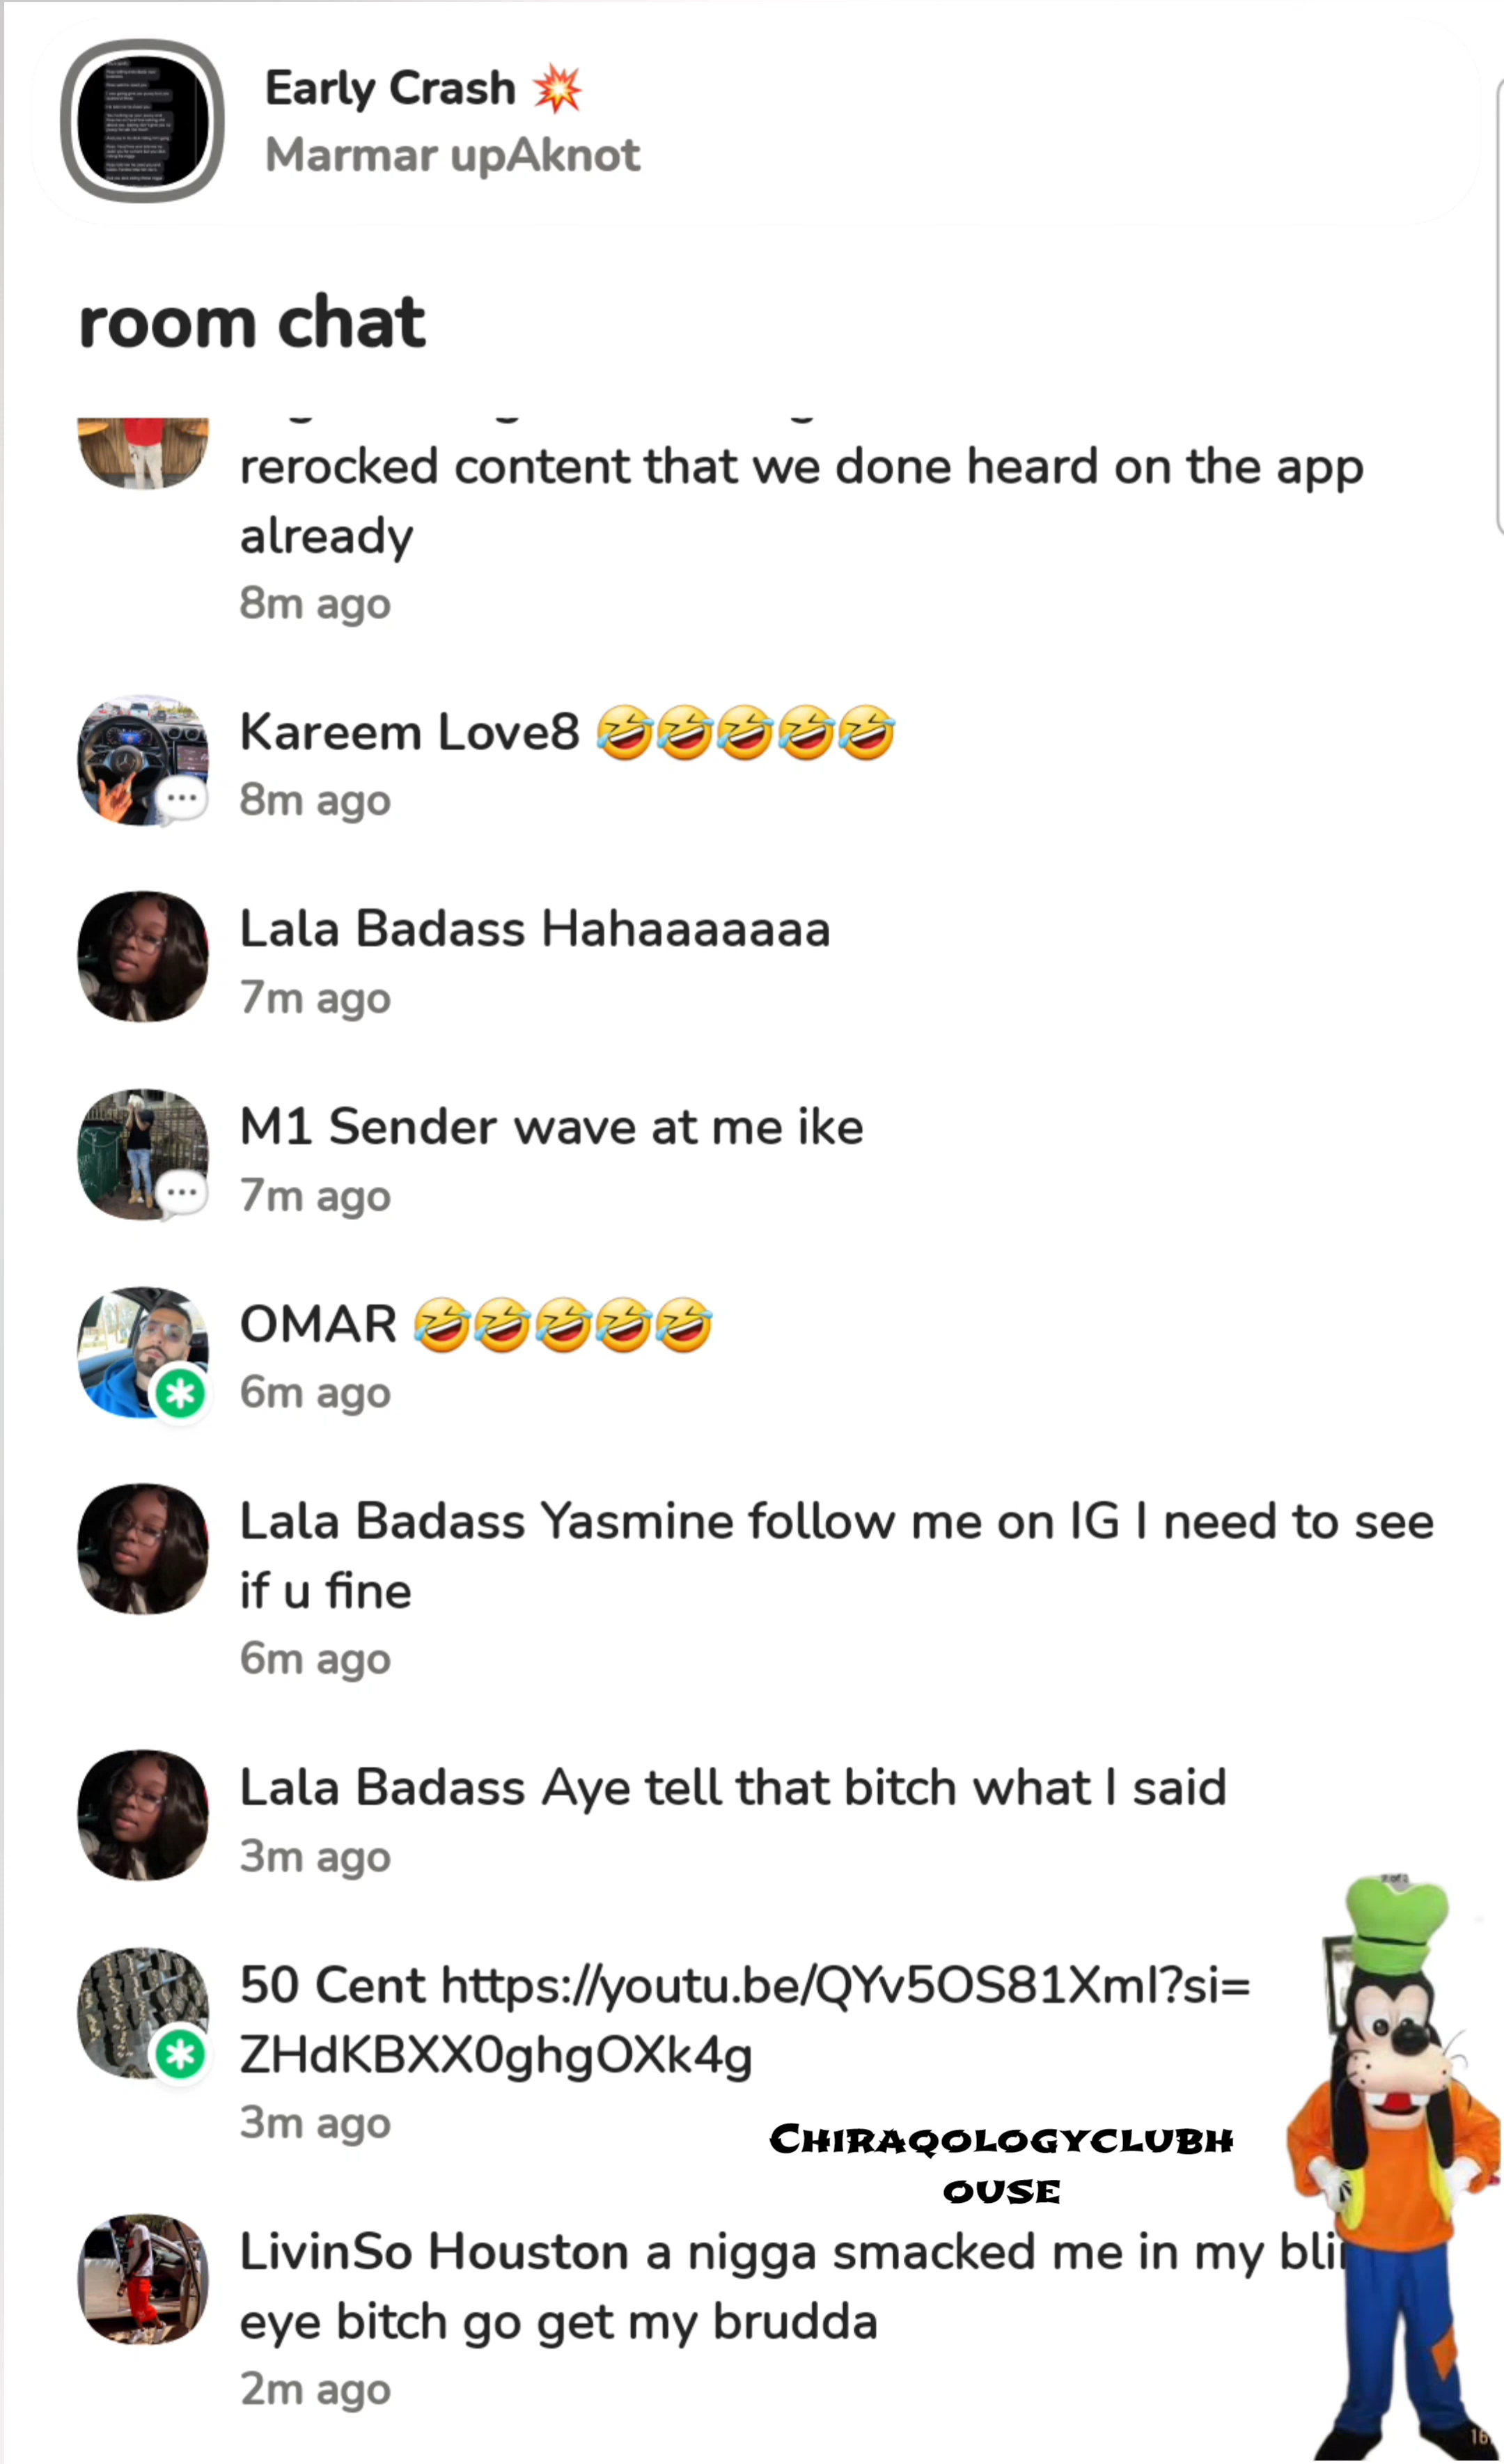 Early Crash 💥
Marmar upAknot
room chat
rerocked content that we done heard on the app
already
8m ago
Kareem Love8 🤣🤣🤣🤣🤣
8m ago
Lala Badass Hahaaaaaaa
7m ago
M1 Sender wave at me ike
7m ago
OMAR 🤣🤣🤣🤣🤣
6m ago
Lala Badass Yasmine follow me on IG I need to see
if u fine
6m ago
Lala Badass Aye tell that bitch what I said
3m ago
50 Cent https://youtu.be/QYv5OS81XmI?si=
ZHdKBXX0ghgOXk4g
3m ago
CHIRAQOLOGYCLUBH
OUSE
LivinSo Houston a nigga smacked me in my
eye bitch go get my brudda
2m ago